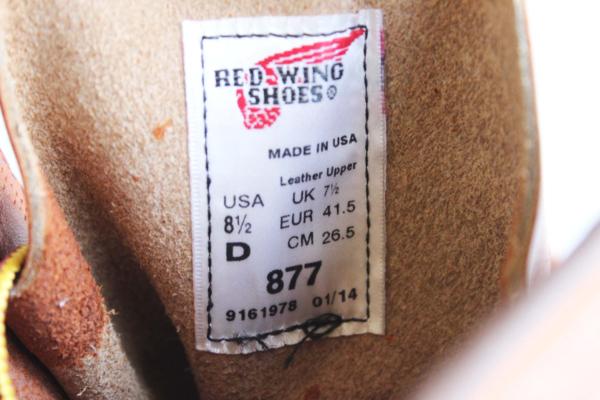 RED WING
SHOES®
MADE IN USA
Leather Upper
USA UK 7½
8½ EUR 41.5
D CM 26.5
877
9161978 01/14